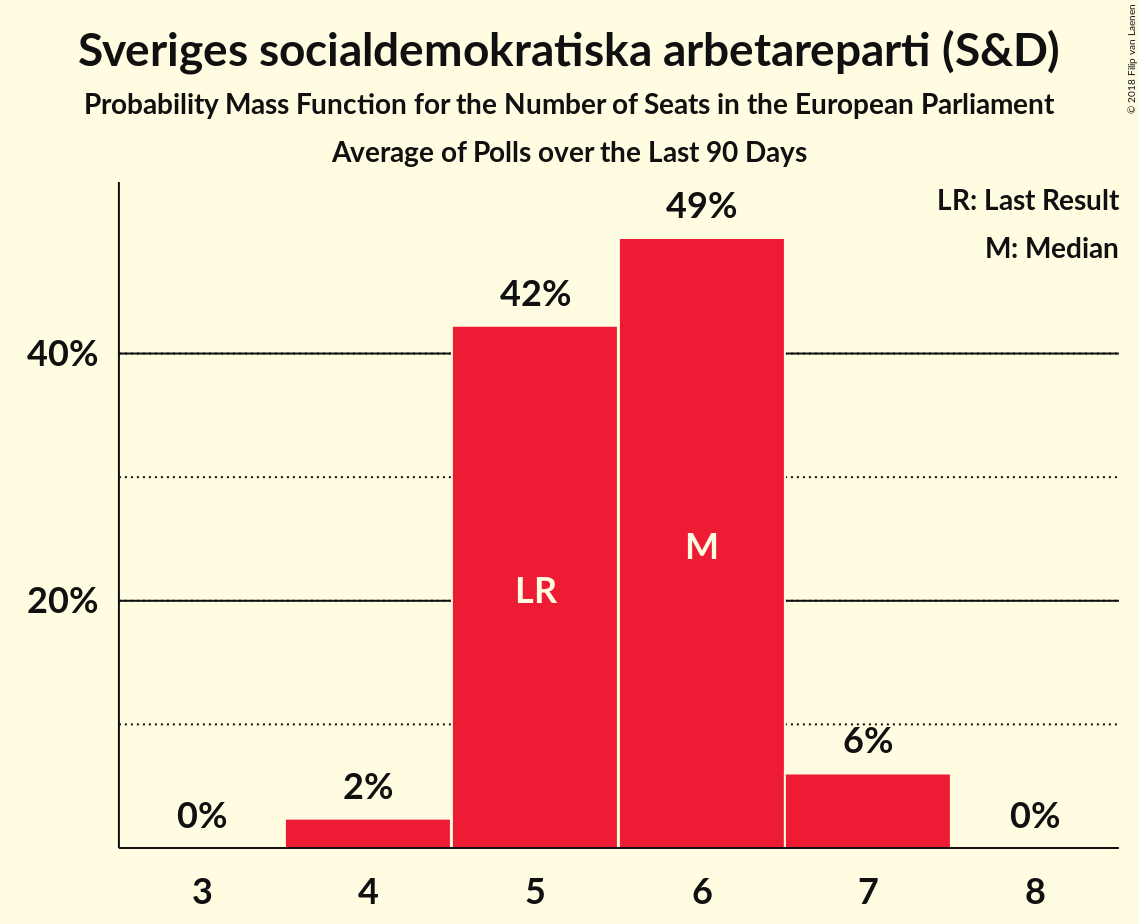 Sveriges socialdemokratiska arbetareparti (S&D)
Probability Mass Function for the Number of Seats in the European Parliament
Average of Polls over the Last 90 Days
© 2018 Filip van Laenen
LR: Last Result
M: Median
49%
42%
40%
M
LR
20%
6%
2%
0%
0%
3 4 5 6 7 8